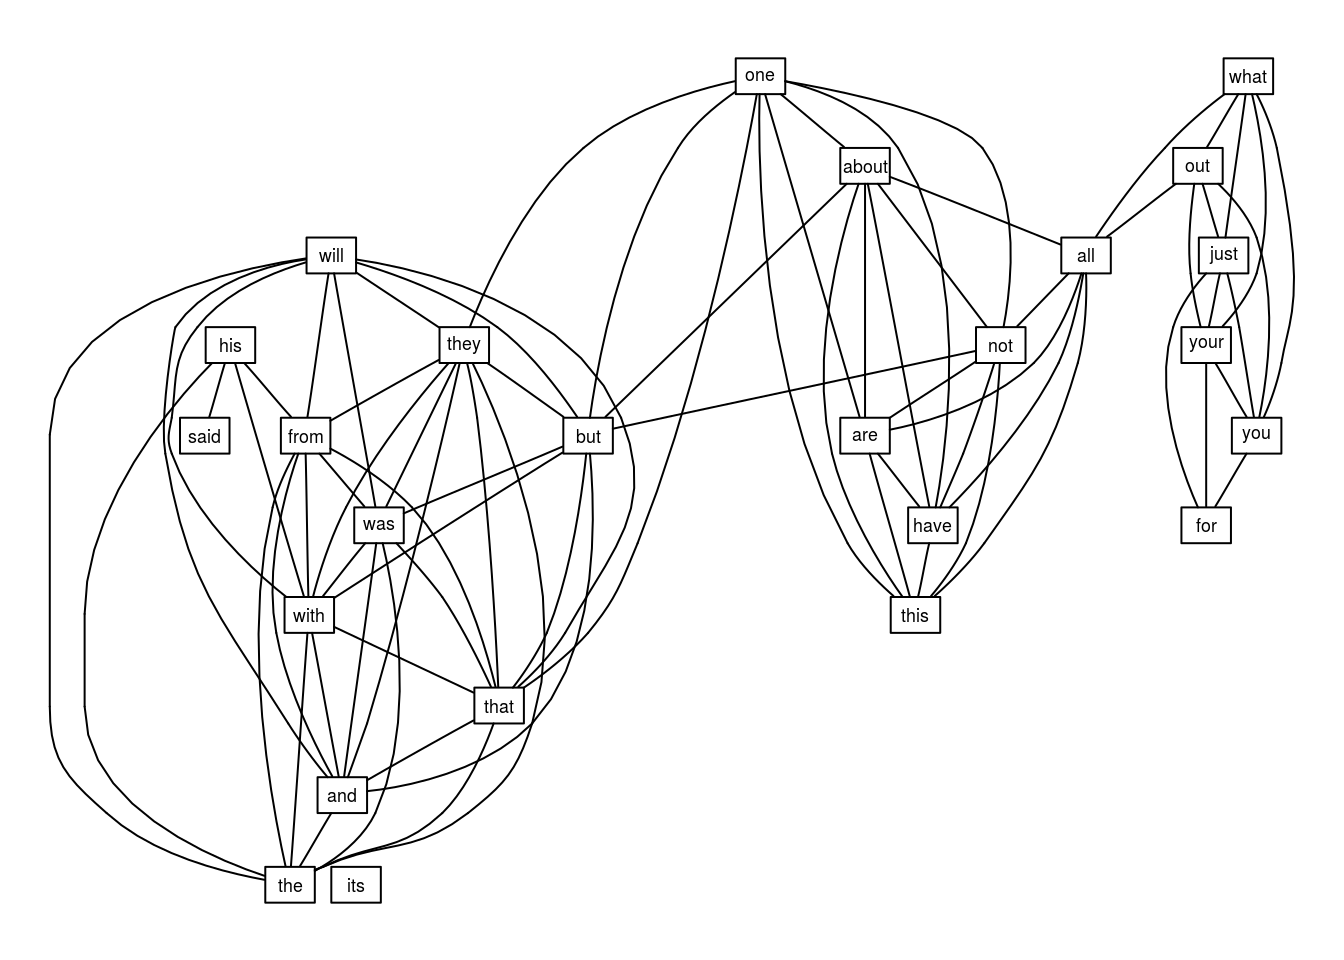 one
what
about
out
will
all
just
his
they
not
your
said
from
but
are
you
was
have
for
with
this
that
and
the
its